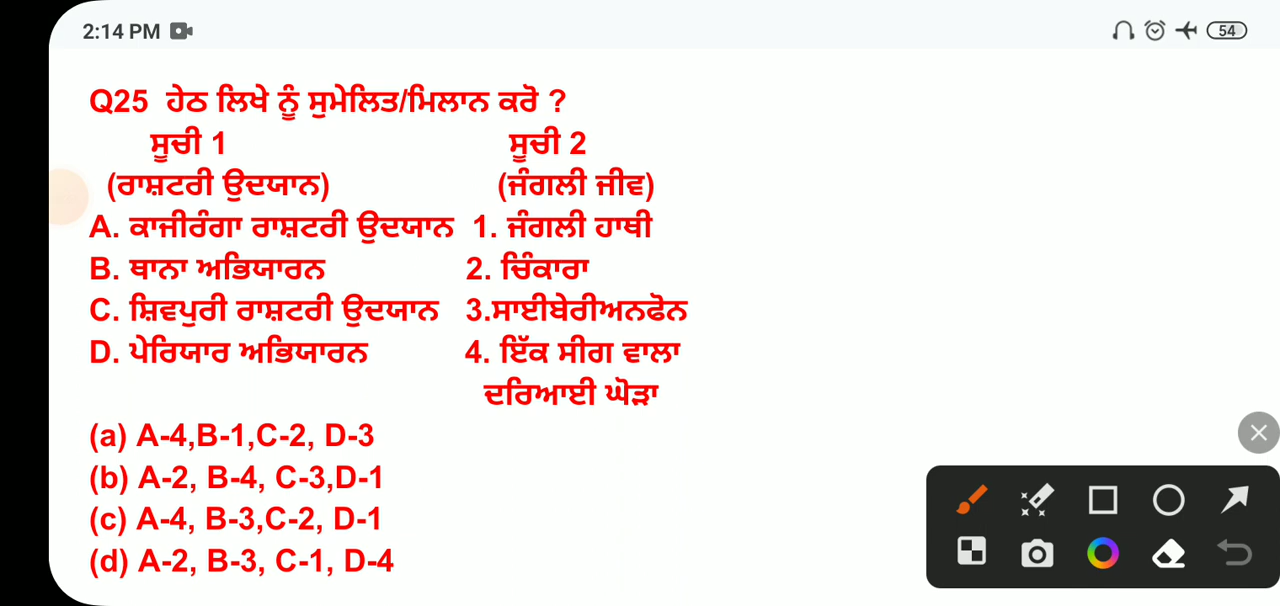 2:14 PM
54
Q25 ਹੇਠ ਲਿਖੇ ਨੂੰ ਸੁਮੇਲਿਤ/ਮਿਲਾਨ ਕਰੋ ?
ਸੂਚੀ 1 ਸੂਚੀ 2
(ਰਾਸ਼ਟਰੀ ਉਦਯਾਨ) (ਜੰਗਲੀ ਜੀਵ)
A. ਕਾਜੀਰੰਗਾ ਰਾਸ਼ਟਰੀ ਉਦਯਾਨ 1. ਜੰਗਲੀ ਹਾਥੀ
B. ਥਾਨਾ ਅਭਿਯਾਰਨ 2. ਚਿੰਕਾਰਾ
C. ਸ਼ਿਵਪੁਰੀ ਰਾਸ਼ਟਰੀ ਉਦਯਾਨ 3.ਸਾਈਬੇਰੀਅਨਫੋਨ
D. ਪੇਰਿਯਾਰ ਅਭਿਯਾਰਨ 4. ਇੱਕ ਸੀਗ ਵਾਲਾ
ਦਰਿਆਈ ਘੋੜਾ
(a) A-4,B-1,C-2, D-3
(b) A-2, B-4, C-3,D-1
(c) A-4, B-3,C-2, D-1
(d) A-2, B-3, C-1, D-4